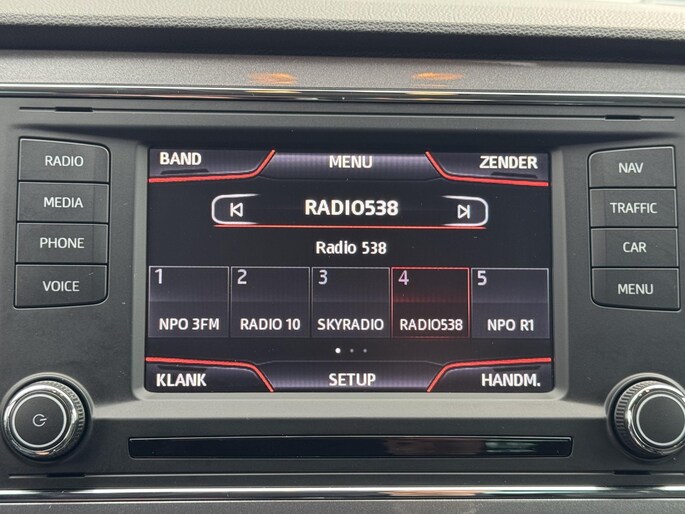 BAND MENU ZENDER
RADIO
MEDIA
PHONE
VOICE
RADIO538
Radio 538
1 2 3 4 5
NPO 3FM RADIO 10 SKYRADIO RADIO538 NPO R1
KLANK SETUP HANDM.
NAV
TRAFFIC
CAR
MENU